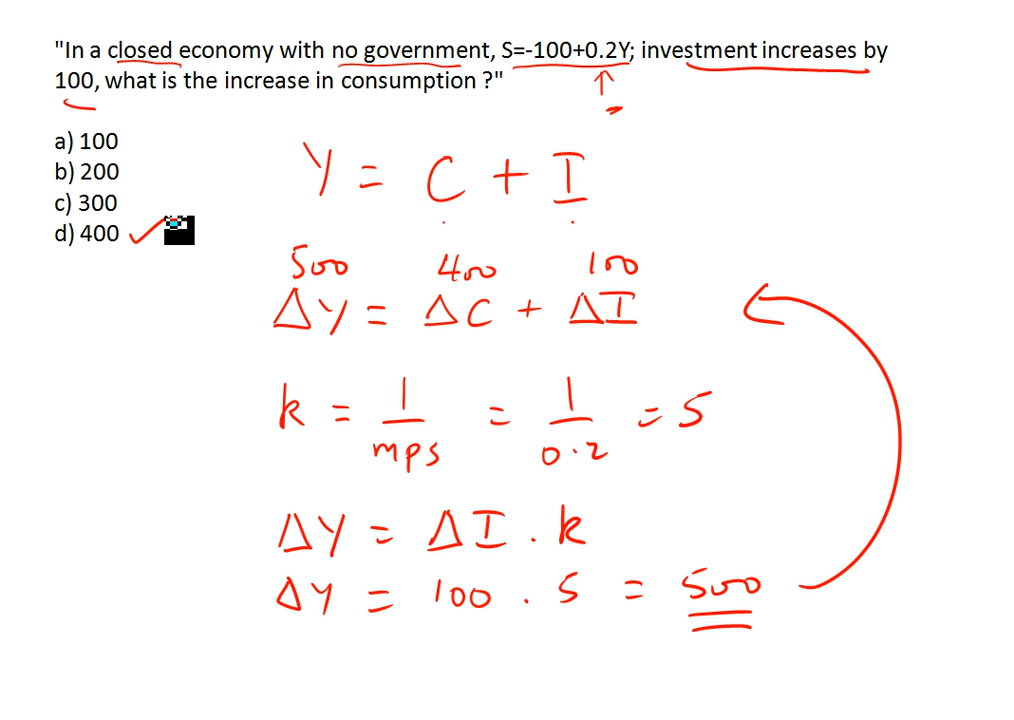 "In a closed economy with no government, S=-100+0.2Y; investment increases by
100, what is the increase in consumption ?"
a) 100
b) 200
c) 300
d) 400
Y = C + I
500 400 100
ΔY = ΔC + ΔI
k = 1/mps = 1/0.2 = 5
ΔY = ΔI . k
ΔY = 100 . 5 = 500